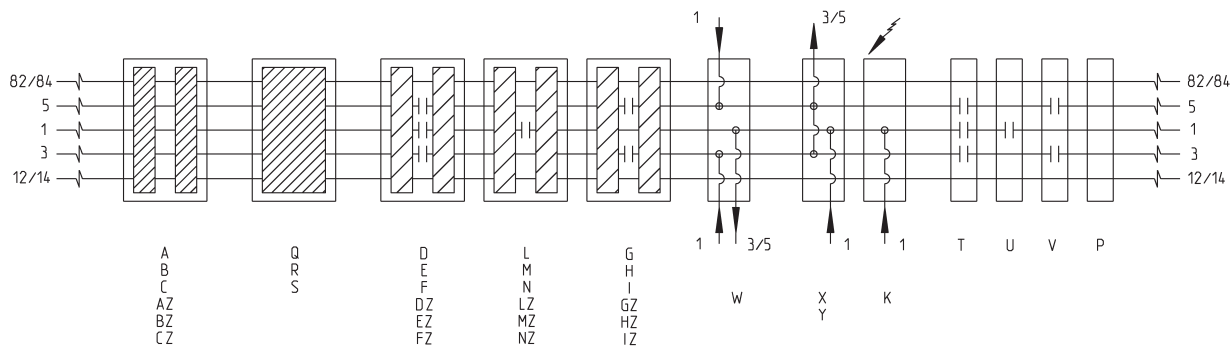 1
3/5
82/84
82/84
5
5
1
1
3
3
12/14
12/14
1
3/5
1
1
T
U
V
P
A
B
C
AZ
BZ
CZ
Q
R
S
D
E
F
DZ
EZ
FZ
L
M
N
LZ
MZ
NZ
G
H
I
GZ
HZ
IZ
W
X
Y
K